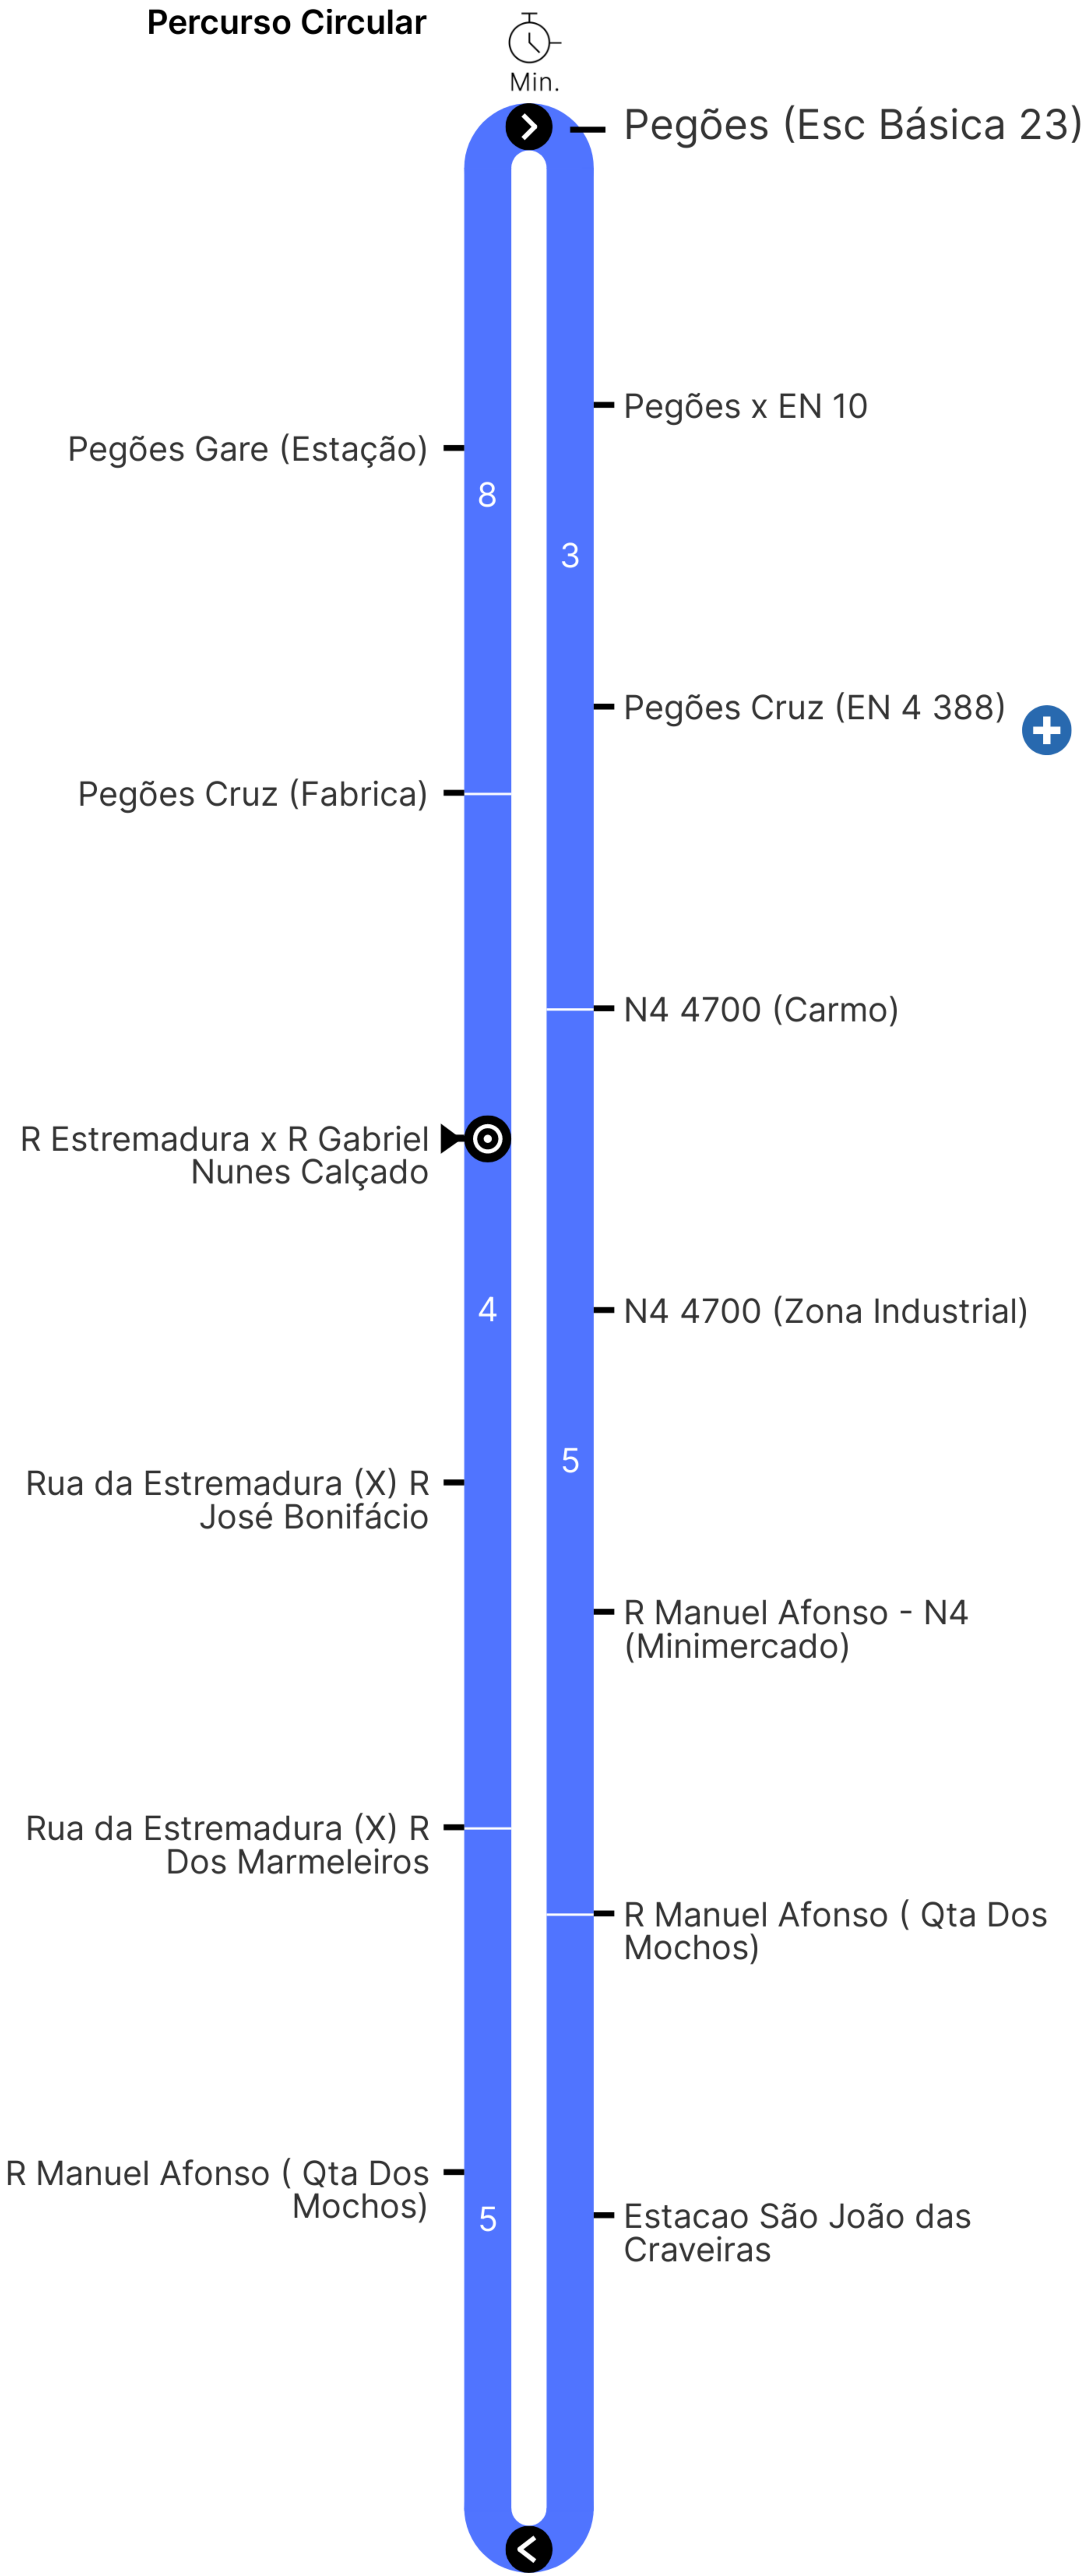 Percurso Circular
Min.
Pegões (Esc Básica 23)
Pegões x EN 10
Pegões Gare (Estação)
8
3
Pegões Cruz (EN 4 388)
Pegões Cruz (Fabrica)
N4 4700 (Carmo)
R Estremadura x R Gabriel
Nunes Calçado
4
N4 4700 (Zona Industrial)
5
Rua da Estremadura (X) R
José Bonifácio
R Manuel Afonso - N4
(Minimercado)
Rua da Estremadura (X) R
Dos Marmeleiros
R Manuel Afonso ( Qta Dos
Mochos)
R Manuel Afonso ( Qta Dos
Mochos)
5
Estacao São João das
Craveiras